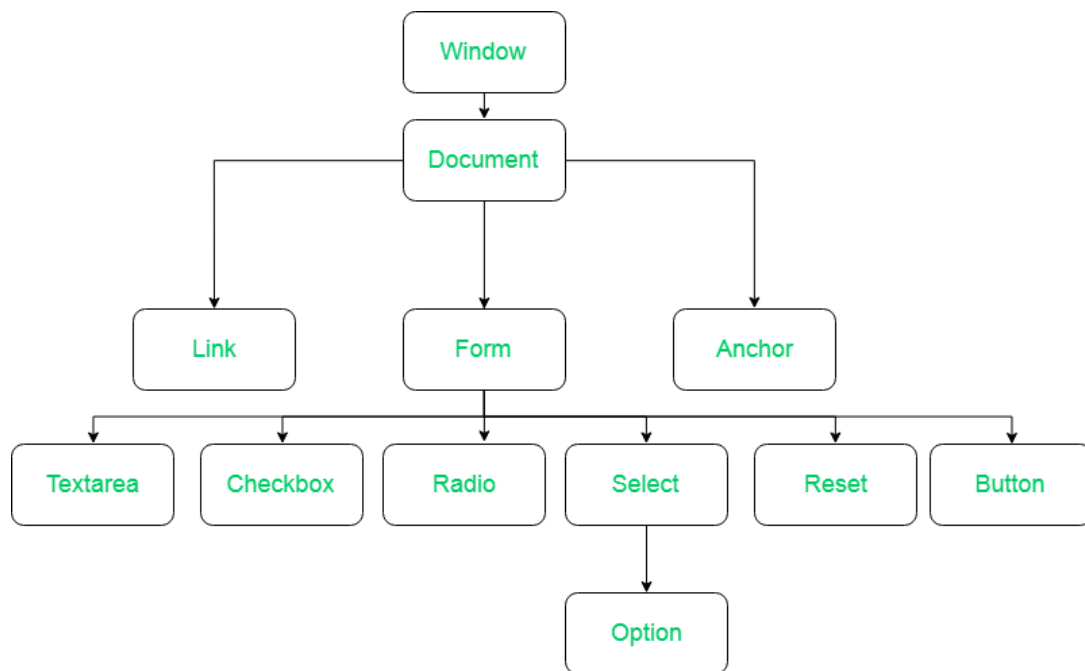 Window
Document
Link
Form
Anchor
Textarea
Checkbox
Radio
Select
Reset
Button
Option